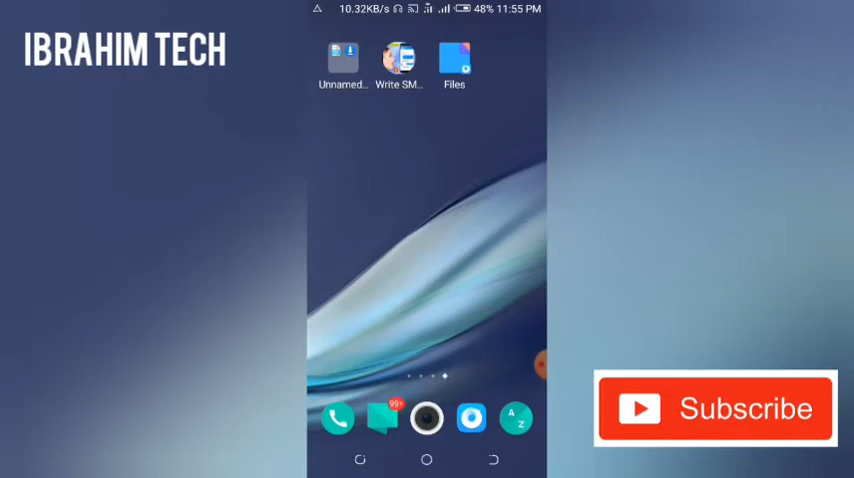 IBRAHIM TECH
10.32KB/s 48% 11:55 PM
Unnamed... Write SM... Files
99+
A
Z
Subscribe